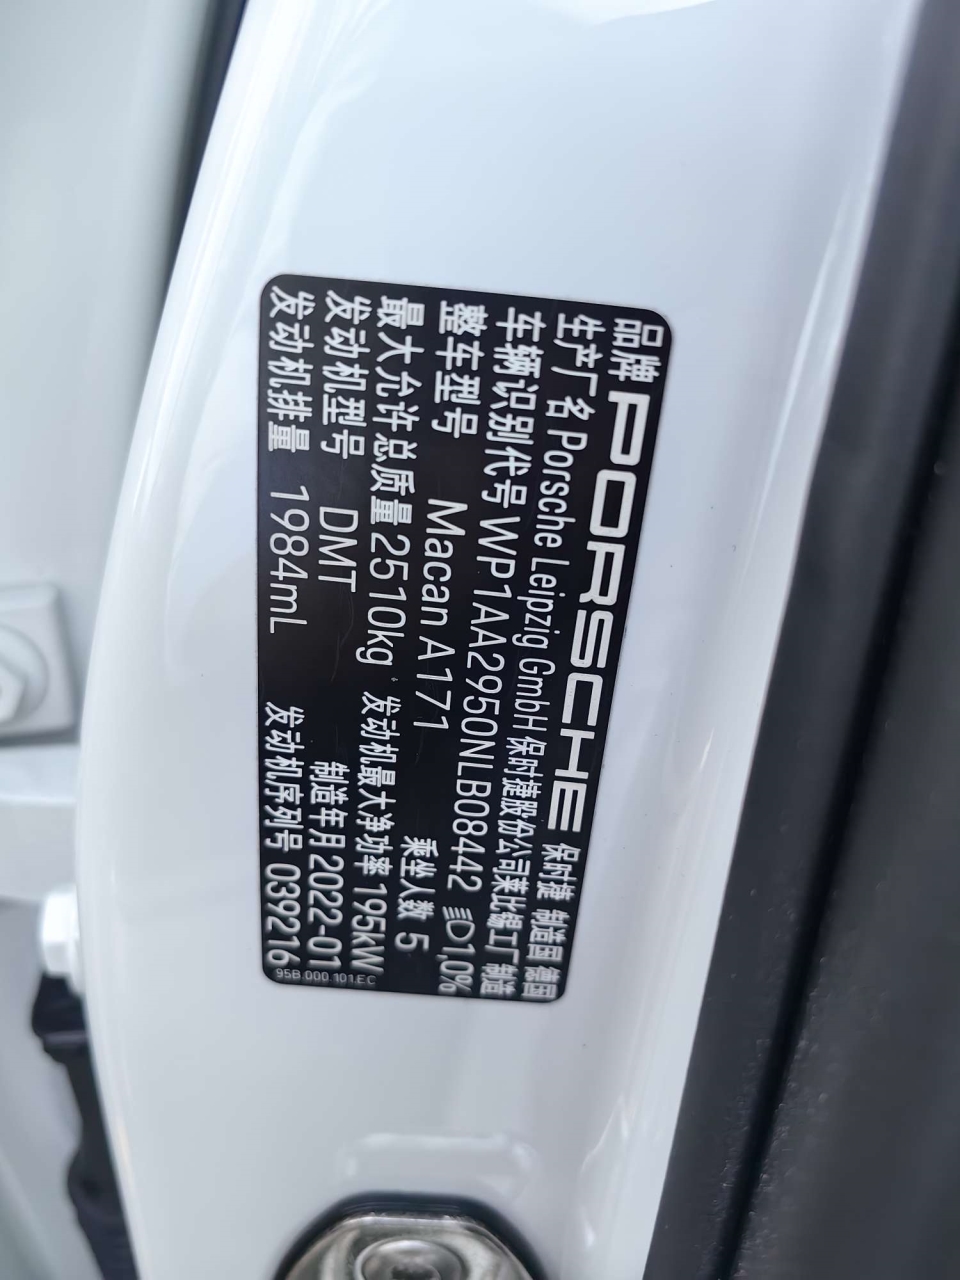 品牌 PORSCHE 保时捷 制造国 德国
生产厂名 Porsche Leipzig GmbH 保时捷股份公司莱比锡工厂 制造
车辆识别代号 WP1AA2950NLB08442 1,0%
整车型号 Macan A171 乘坐人数 5
最大允许总质量 2510kg 发动机最大净功率 195kW
发动机型号 DMT 制造年月 2022-01
发动机排量 1984mL 发动机序列号 039216
95B.000.101.EC